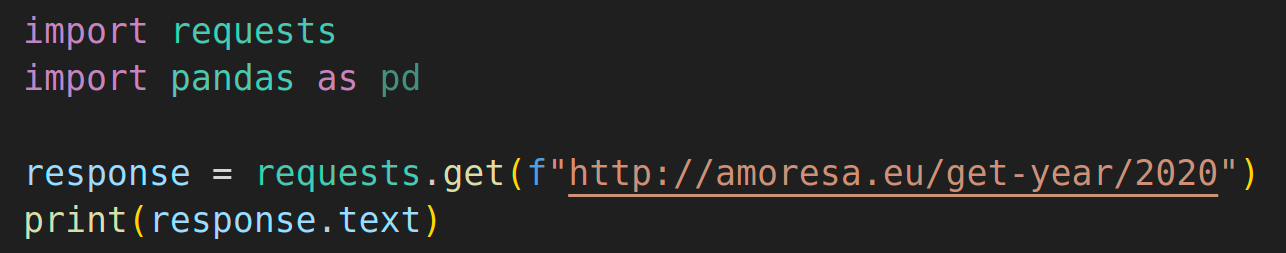 import requests
import pandas as pd
response = requests.get(f"http://amoresa.eu/get-year/2020")
print(response.text)